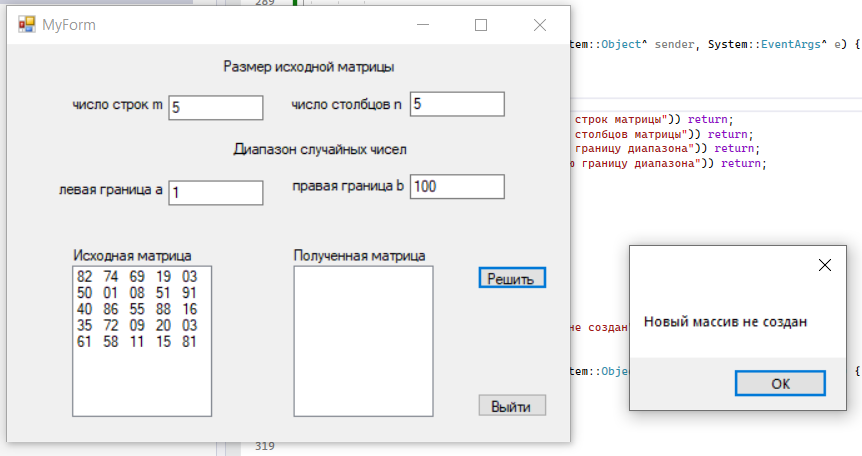 289
MyForm
tem::Object^ sender, System::EventArgs^ e) {
Размер исходной матрицы
число строк m 5 число столбцов n 5
строк матрицы")) return;
столбцов матрицы")) return;
границу диапазона")) return;
ю границу диапазона")) return;
Диапазон случайных чисел
левая граница a 1 правая граница b 100
Исходная матрица
82 74 69 19 03
50 01 08 51 91
40 86 55 88 16
35 72 09 20 03
61 58 11 15 81
Полученная матрица
Решить
Выйти
не создан
tem::Obje
{
Новый массив не создан
OK
319